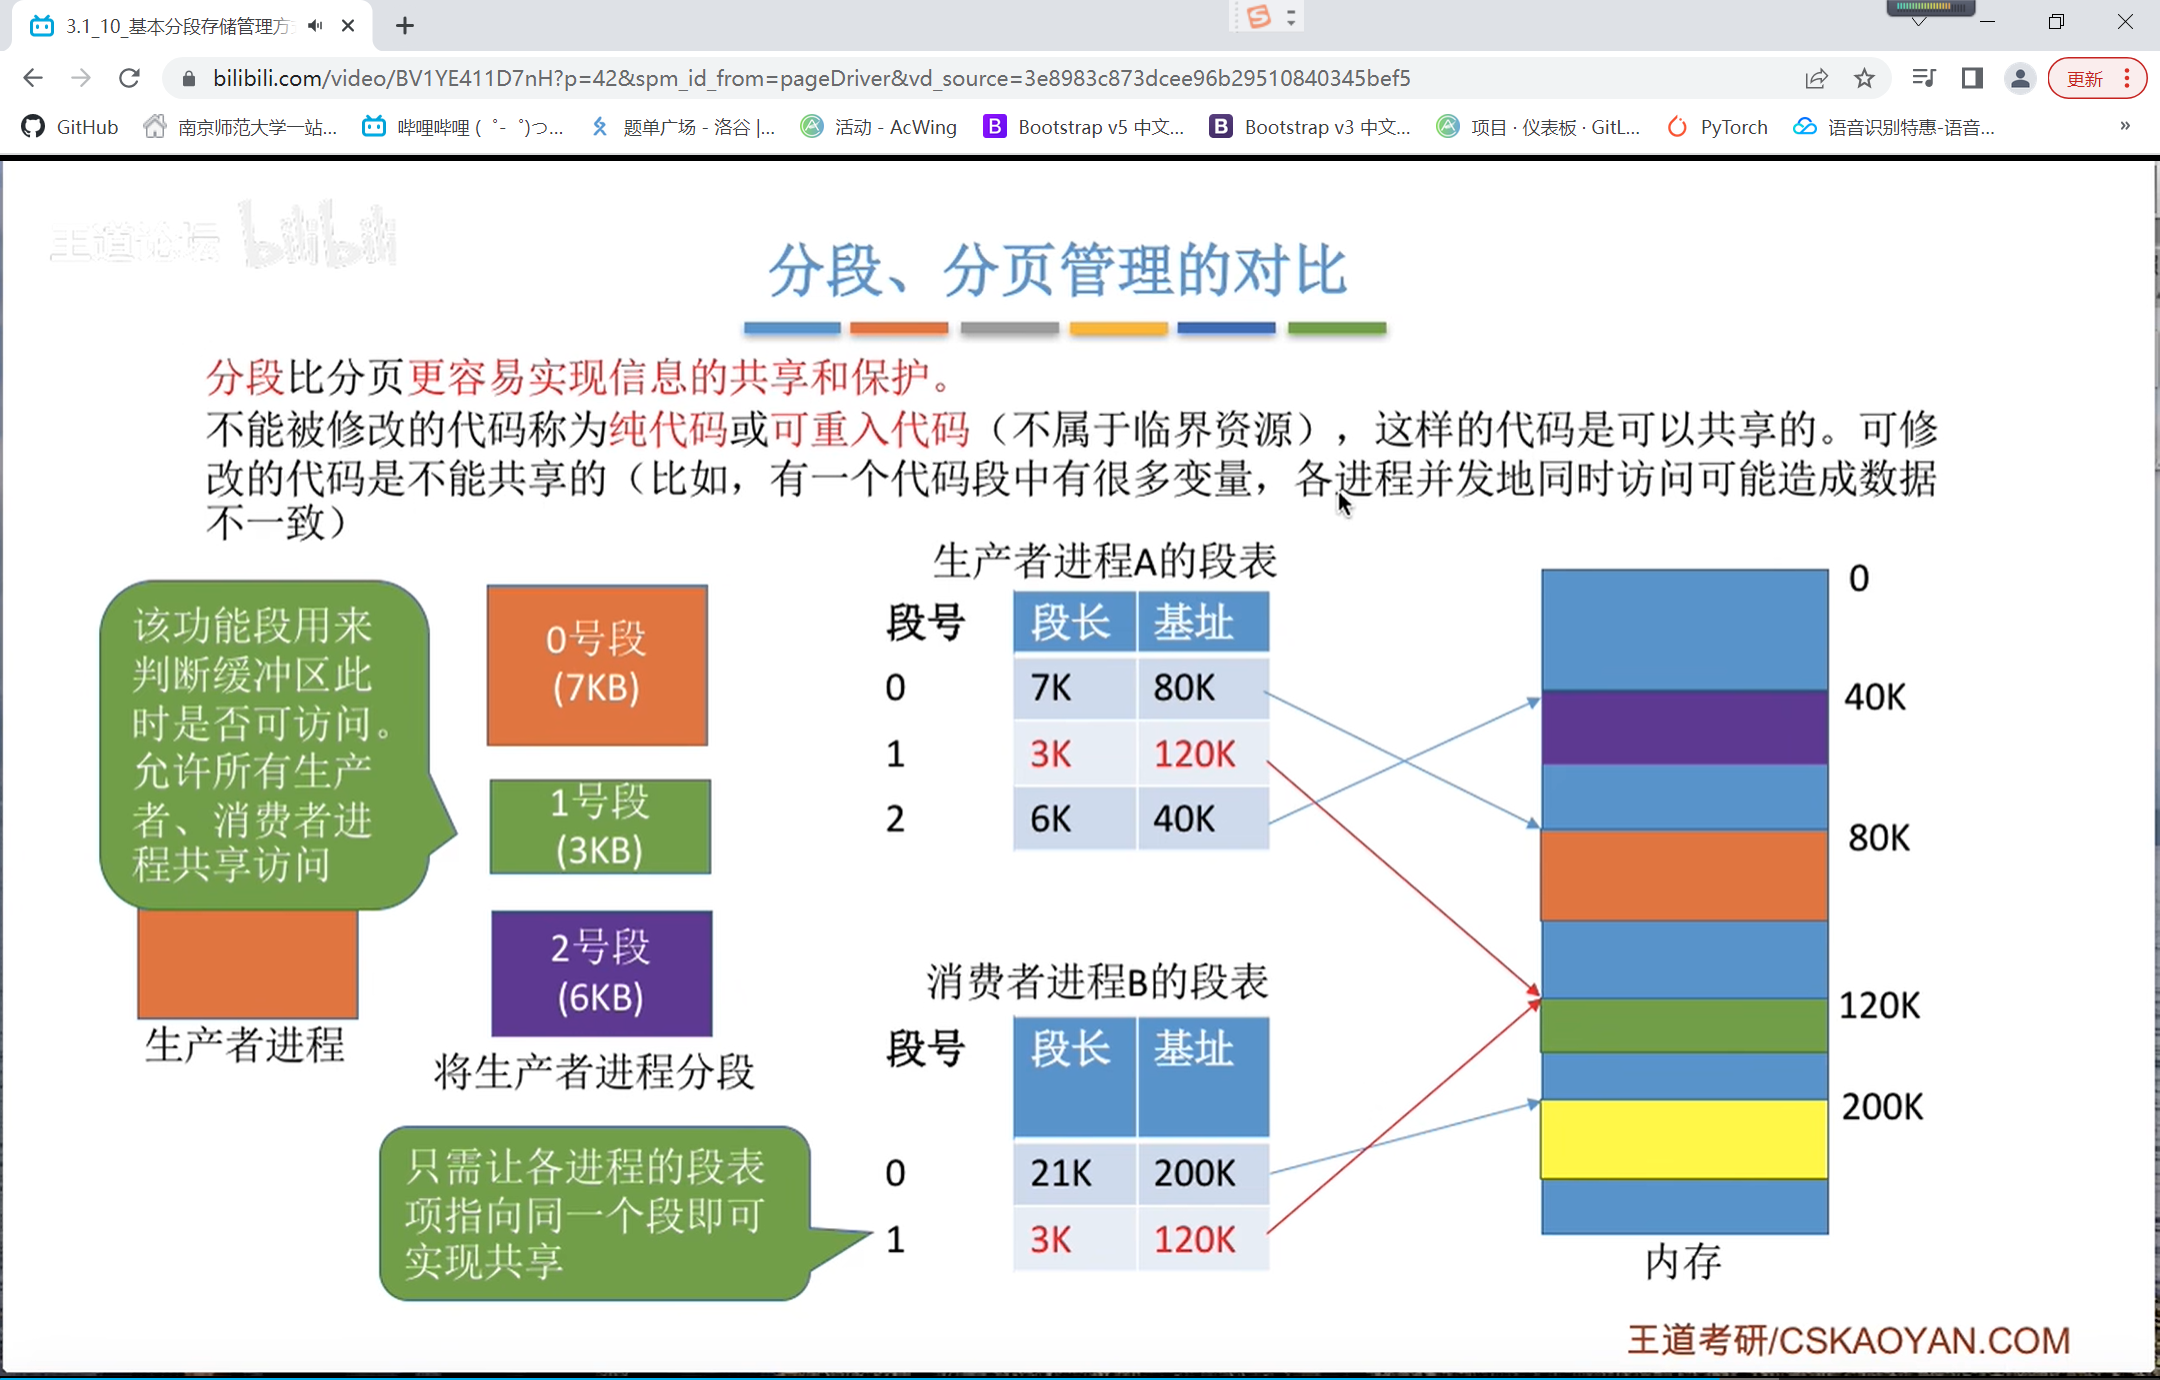 3.1_10_基本分段存储管理方
bilibili.com/video/BV1YE411D7nH?p=42&spm_id_from=pageDriver&vd_source=3e8983c873dcee96b29510840345bef5
更新
GitHub
南京师范大学一站...
哔哩哔哩 (゜-゜)つ...
题单广场 - 洛谷 |...
活动 - AcWing
Bootstrap v5 中文...
Bootstrap v3 中文...
项目 · 仪表板 · GitL...
PyTorch
语音识别特惠-语音...
»
王道论坛 bilibili
分段、分页管理的对比
分段比分页更容易实现信息的共享和保护。
不能被修改的代码称为纯代码或可重入代码（不属于临界资源），这样的代码是可以共享的。可修
改的代码是不能共享的（比如，有一个代码段中有很多变量，各进程并发地同时访问可能造成数据
不一致）
该功能段用来
判断缓冲区此
时是否可访问。
允许所有生产
者、消费者进
程共享访问
生产者进程
0号段
(7KB)
1号段
(3KB)
2号段
(6KB)
将生产者进程分段
生产者进程A的段表
段号 段长 基址
0 7K 80K
1 3K 120K
2 6K 40K
消费者进程B的段表
段号 段长 基址
0 21K 200K
1 3K 120K
只需让各进程的段表
项指向同一个段即可
实现共享
0
40K
80K
120K
200K
内存
王道考研/CSKAOYAN.COM